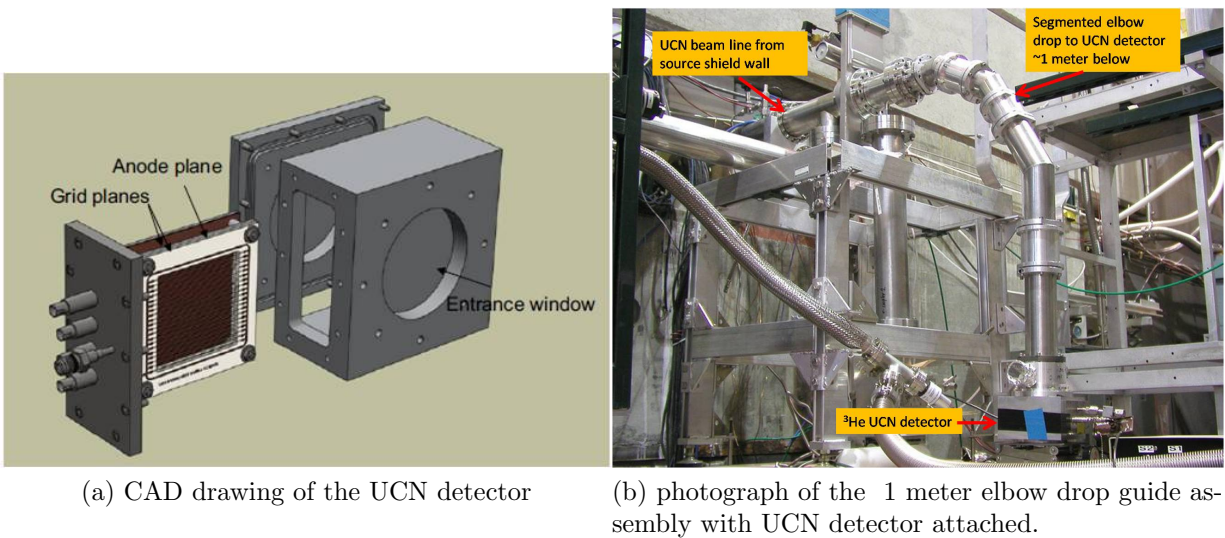 Anode plane
Grid planes
Entrance window
UCN beam line from
source shield wall
Segmented elbow
drop to UCN detector
~1 meter below
³He UCN detector
S2 S1
(a) CAD drawing of the UCN detector
(b) photograph of the 1 meter elbow drop guide as-
sembly with UCN detector attached.